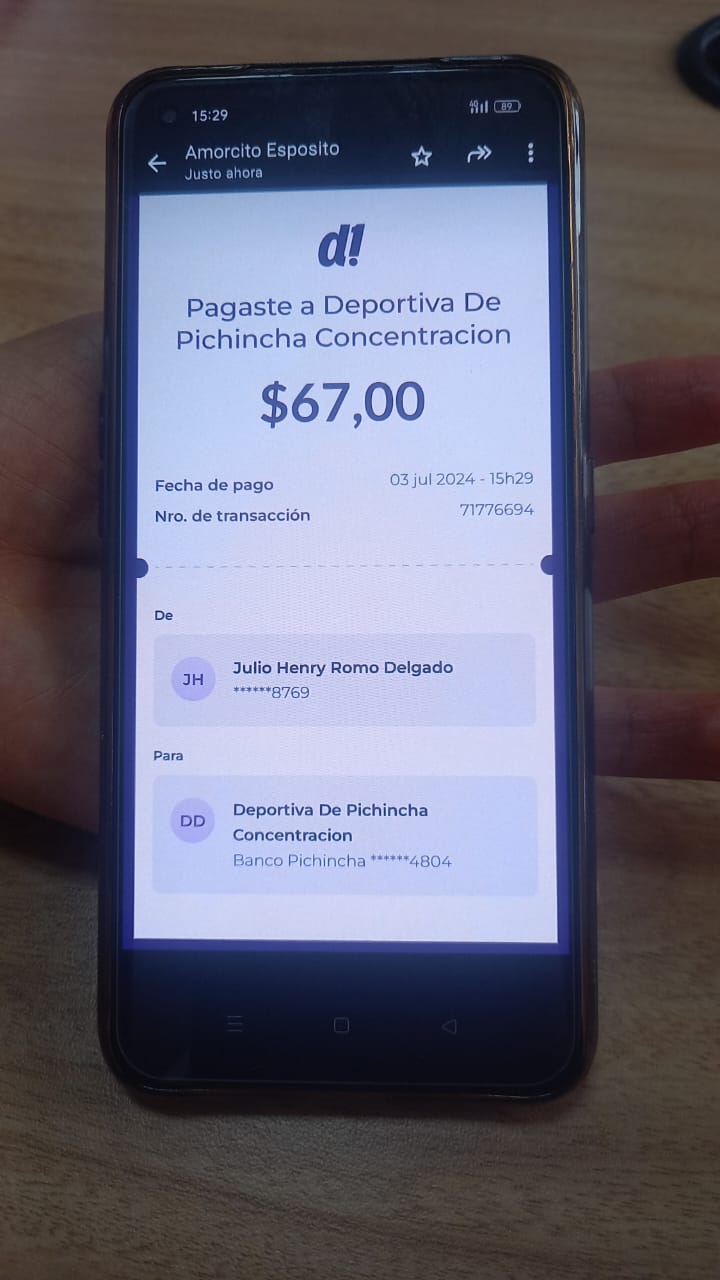 15:29
4G 89
Amorcito Esposito
Justo ahora
d!
Pagaste a Deportiva De
Pichincha Concentracion
$67,00
Fecha de pago 03 jul 2024 - 15h29
Nro. de transacción 71776694
De
JH Julio Henry Romo Delgado
******8769
Para
DD Deportiva De Pichincha
Concentracion
Banco Pichincha ******4804